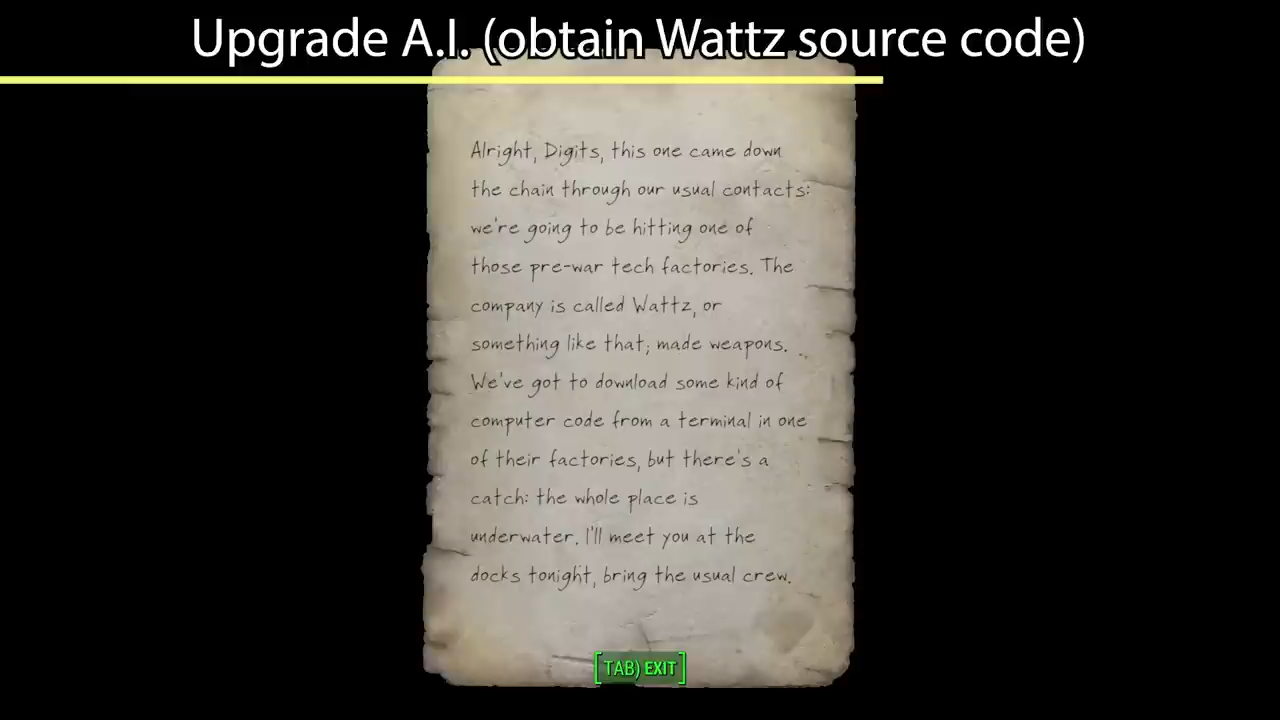 Upgrade A.I. (obtain Wattz source code)
Alright, Digits, this one came down
the chain through our usual contacts:
we're going to be hitting one of
those pre-war tech factories. The
company is called Wattz, or
something like that; made weapons.
We've got to download some kind of
computer code from a terminal in one
of their factories, but there's a
catch: the whole place is
underwater. I'll meet you at the
docks tonight, bring the usual crew.
[TAB) EXIT]